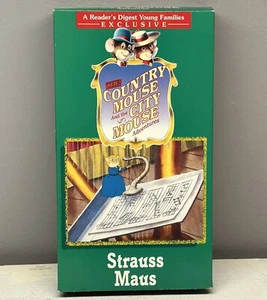 A Reader's Digest Young Families
EXCLUSIVE
COUNTRY
MOUSE
And the
CITY
MOUSE
Adventures
Strauss
Maus